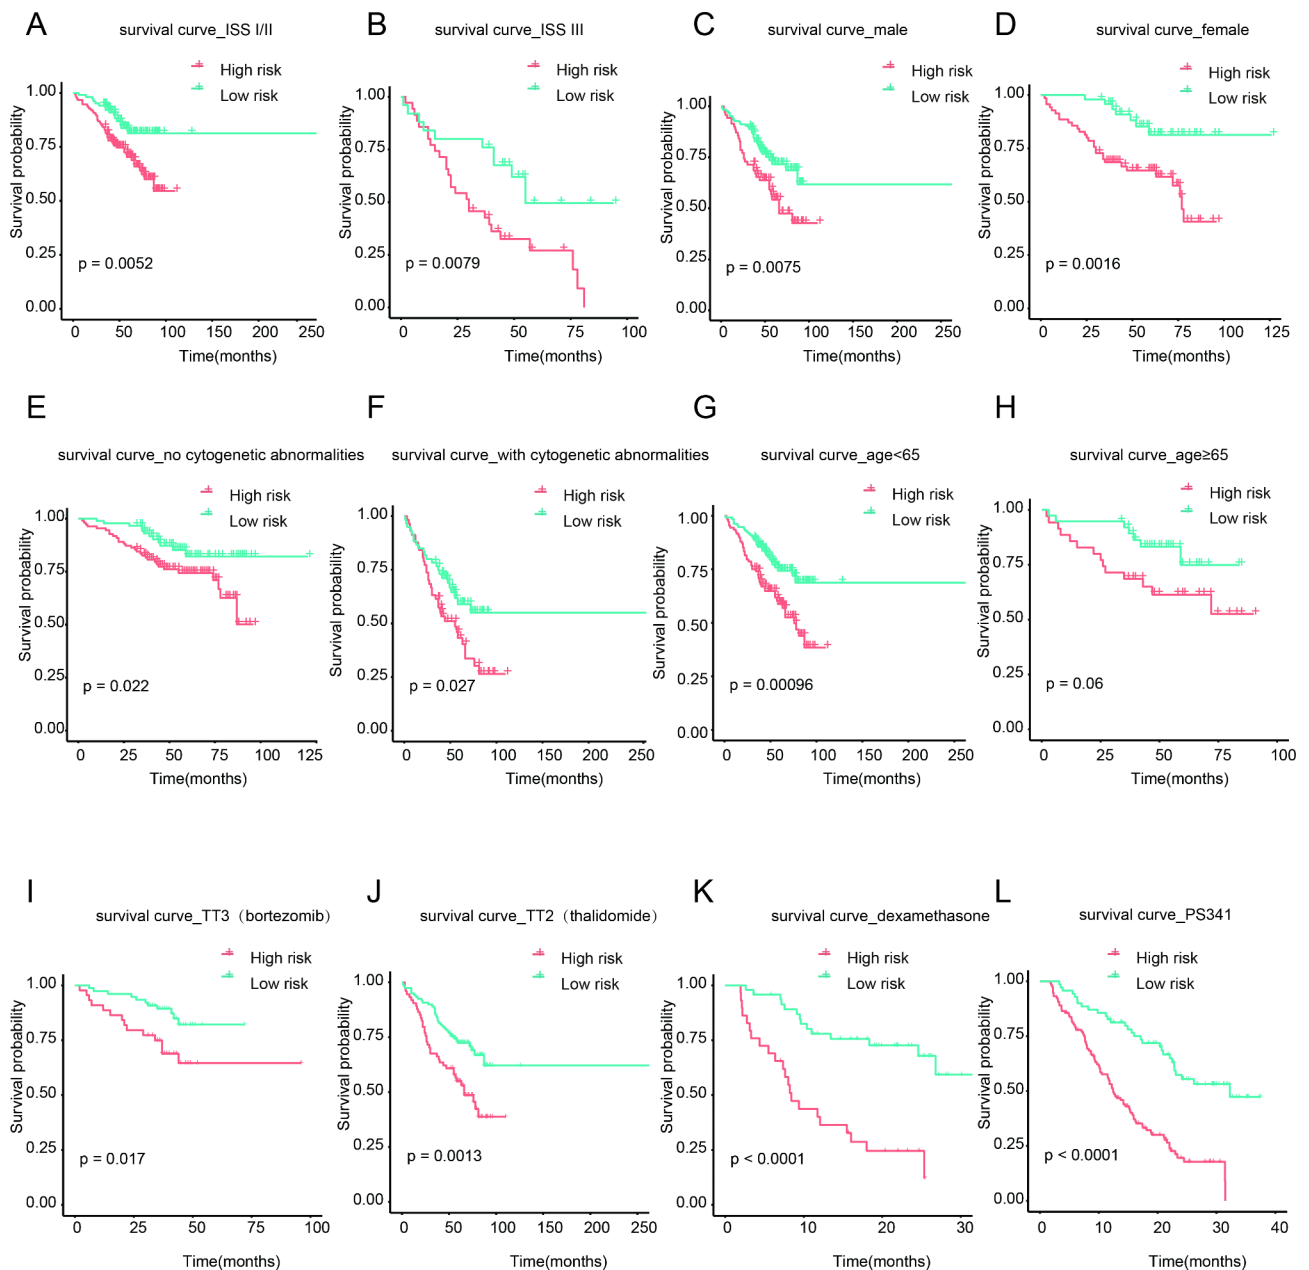 A
survival curve_ISS I/II
High risk
Low risk
Survival probability
1.00
0.75
0.50
0.25
0.00
p = 0.0052
0 50 100 150 200 250
Time(months)
B
survival curve_ISS III
High risk
Low risk
Survival probability
1.00
0.75
0.50
0.25
0.00
p = 0.0079
0 25 50 75 100
Time(months)
C
survival curve_male
High risk
Low risk
Survival probability
1.00
0.75
0.50
0.25
0.00
p = 0.0075
0 50 100 150 200 250
Time(months)
D
survival curve_female
High risk
Low risk
Survival probability
1.00
0.75
0.50
0.25
0.00
p = 0.0016
0 25 50 75 100 125
Time(months)
E
survival curve_no cytogenetic abnormalities
High risk
Low risk
Survival probability
1.00
0.75
0.50
0.25
0.00
p = 0.022
0 25 50 75 100 125
Time(months)
F
survival curve_with cytogenetic abnormalities
High risk
Low risk
Survival probability
1.00
0.75
0.50
0.25
0.00
p = 0.027
0 50 100 150 200 250
Time(months)
G
survival curve_age<65
High risk
Low risk
Survival probability
1.00
0.75
0.50
0.25
0.00
p = 0.00096
0 50 100 150 200 250
Time(months)
H
survival curve_age≥65
High risk
Low risk
Survival probability
1.00
0.75
0.50
0.25
0.00
p = 0.06
0 25 50 75 100
Time(months)
I
survival curve_TT3（bortezomib）
High risk
Low risk
Survival probability
1.00
0.75
0.50
0.25
0.00
p = 0.017
0 25 50 75 100
Time(months)
J
survival curve_TT2（thalidomide）
High risk
Low risk
Survival probability
1.00
0.75
0.50
0.25
0.00
p = 0.0013
0 50 100 150 200 250
Time(months)
K
survival curve_dexamethasone
High risk
Low risk
Survival probability
1.00
0.75
0.50
0.25
0.00
p < 0.0001
0 10 20 30
Time(months)
L
survival curve_PS341
High risk
Low risk
Survival probability
1.00
0.75
0.50
0.25
0.00
p < 0.0001
0 10 20 30 40
Time(months)